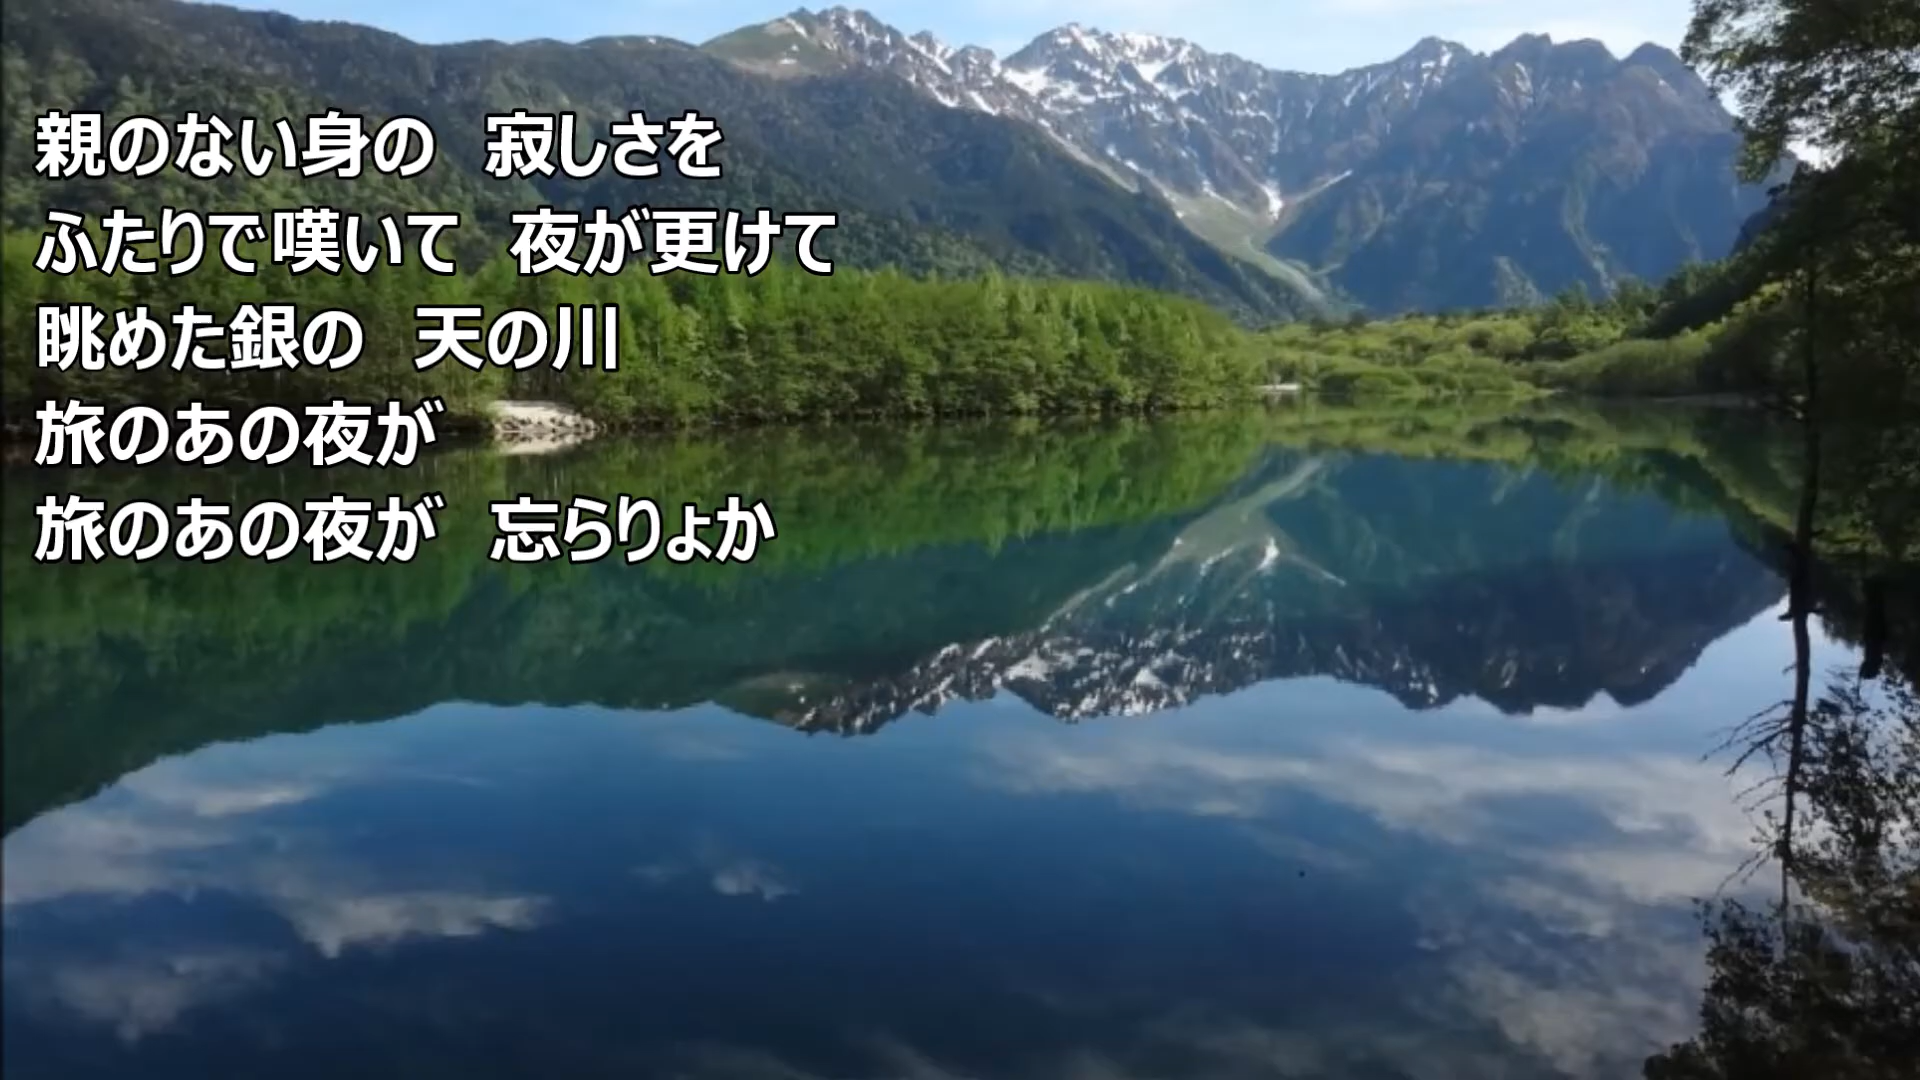 親のない身の　寂しさを
ふたりで嘆いて　夜が更けて
眺めた銀の　天の川
旅のあの夜が
旅のあの夜が　忘らりょか